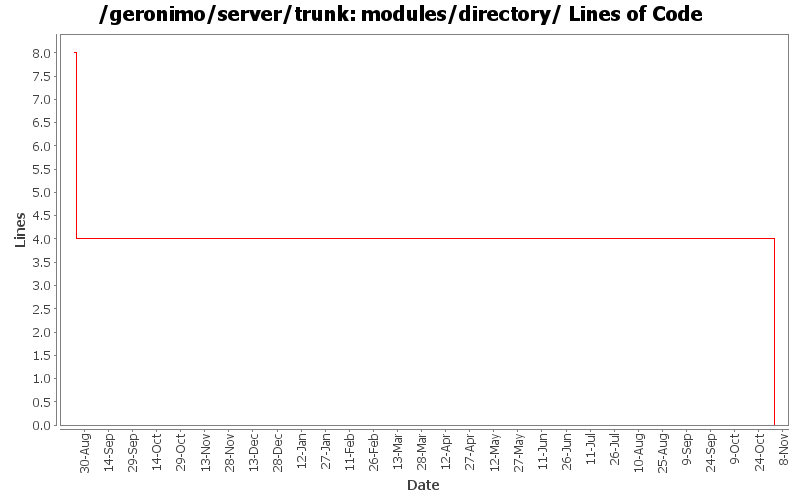 /geronimo/server/trunk: modules/directory/ Lines of Code
Lines
8.0
7.5
7.0
6.5
6.0
5.5
5.0
4.5
4.0
3.5
3.0
2.5
2.0
1.5
1.0
0.5
0.0
30-Aug
14-Sep
29-Sep
14-Oct
29-Oct
13-Nov
28-Nov
13-Dec
28-Dec
12-Jan
27-Jan
11-Feb
26-Feb
13-Mar
28-Mar
12-Apr
27-Apr
12-May
27-May
11-Jun
26-Jun
11-Jul
26-Jul
10-Aug
25-Aug
9-Sep
24-Sep
9-Oct
24-Oct
8-Nov
Date